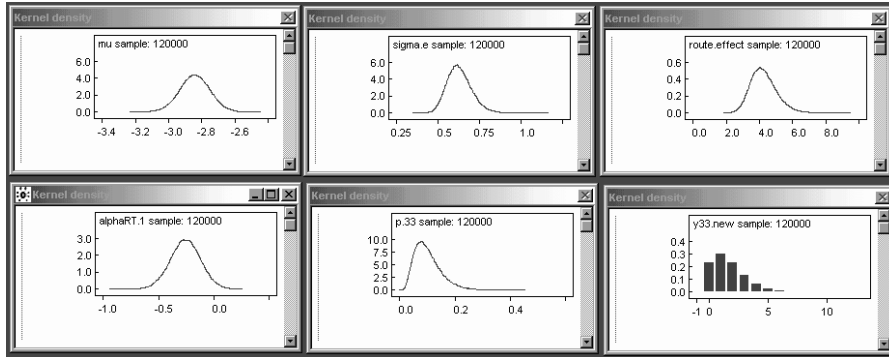 Kernel density
mu sample: 120000
6.0
4.0
2.0
0.0
-3.4 -3.2 -3.0 -2.8 -2.6
Kernel density
sigma.e sample: 120000
6.0
4.0
2.0
0.0
0.25 0.5 0.75 1.0
Kernel density
route.effect sample: 120000
0.6
0.4
0.2
0.0
0.0 2.0 4.0 6.0 8.0
Kernel density
alphaRT.1 sample: 120000
3.0
2.0
1.0
0.0
-1.0 -0.5 0.0
Kernel density
p.33 sample: 120000
10.0
7.5
5.0
2.5
0.0
0.0 0.2 0.4
Kernel density
y33.new sample: 120000
0.4
0.3
0.2
0.1
0.0
-1 0 5 10